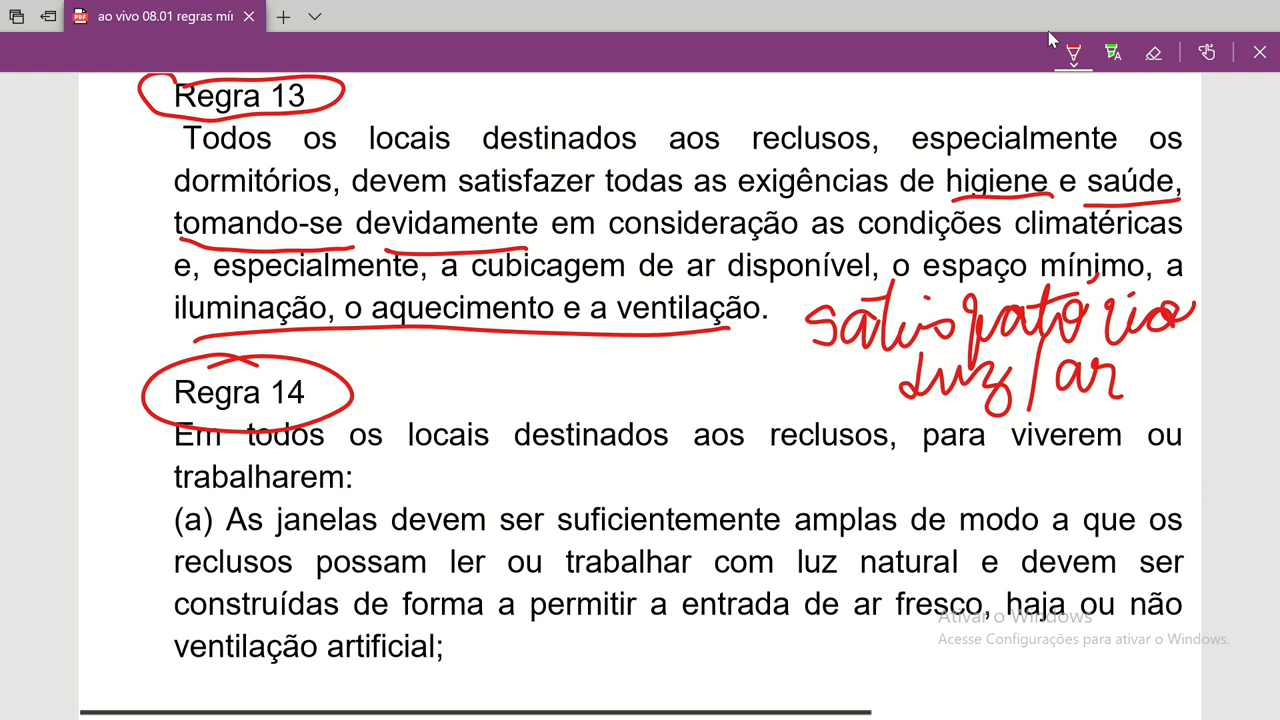 ao vivo 08.01 regras mín
Regra 13
Todos os locais destinados aos reclusos, especialmente os
dormitórios, devem satisfazer todas as exigências de higiene e saúde,
tomando-se devidamente em consideração as condições climatéricas
e, especialmente, a cubicagem de ar disponível, o espaço mínimo, a
iluminação, o aquecimento e a ventilação.
satisfatória
Luz/ar
Regra 14
Em todos os locais destinados aos reclusos, para viverem ou
trabalharem:
(a) As janelas devem ser suficientemente amplas de modo a que os
reclusos possam ler ou trabalhar com luz natural e devem ser
construídas de forma a permitir a entrada de ar fresco, haja ou não
ventilação artificial;
Ativar o Windows
Acesse Configurações para ativar o Windows.